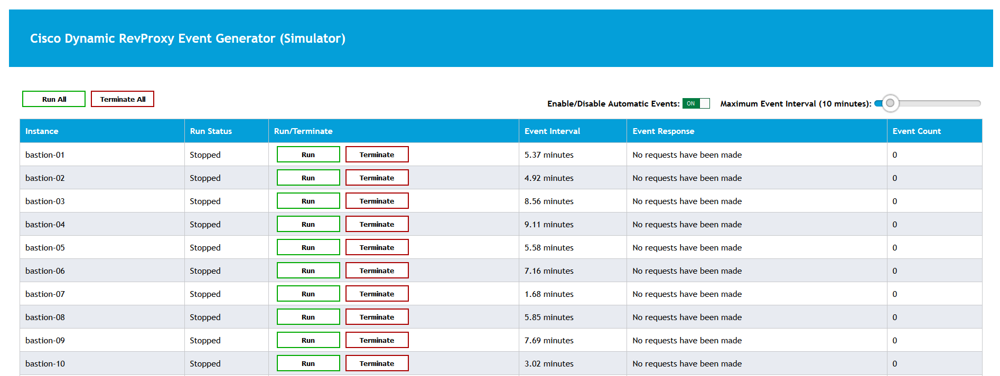 Cisco Dynamic RevProxy Event Generator (Simulator)
Run All Terminate All
Enable/Disable Automatic Events: ON Maximum Event Interval (10 minutes):
Instance Run Status Run/Terminate Event Interval Event Response Event Count
bastion-01 Stopped Run Terminate 5.37 minutes No requests have been made 0
bastion-02 Stopped Run Terminate 4.92 minutes No requests have been made 0
bastion-03 Stopped Run Terminate 8.56 minutes No requests have been made 0
bastion-04 Stopped Run Terminate 9.11 minutes No requests have been made 0
bastion-05 Stopped Run Terminate 5.58 minutes No requests have been made 0
bastion-06 Stopped Run Terminate 7.16 minutes No requests have been made 0
bastion-07 Stopped Run Terminate 1.68 minutes No requests have been made 0
bastion-08 Stopped Run Terminate 5.85 minutes No requests have been made 0
bastion-09 Stopped Run Terminate 7.69 minutes No requests have been made 0
bastion-10 Stopped Run Terminate 3.02 minutes No requests have been made 0